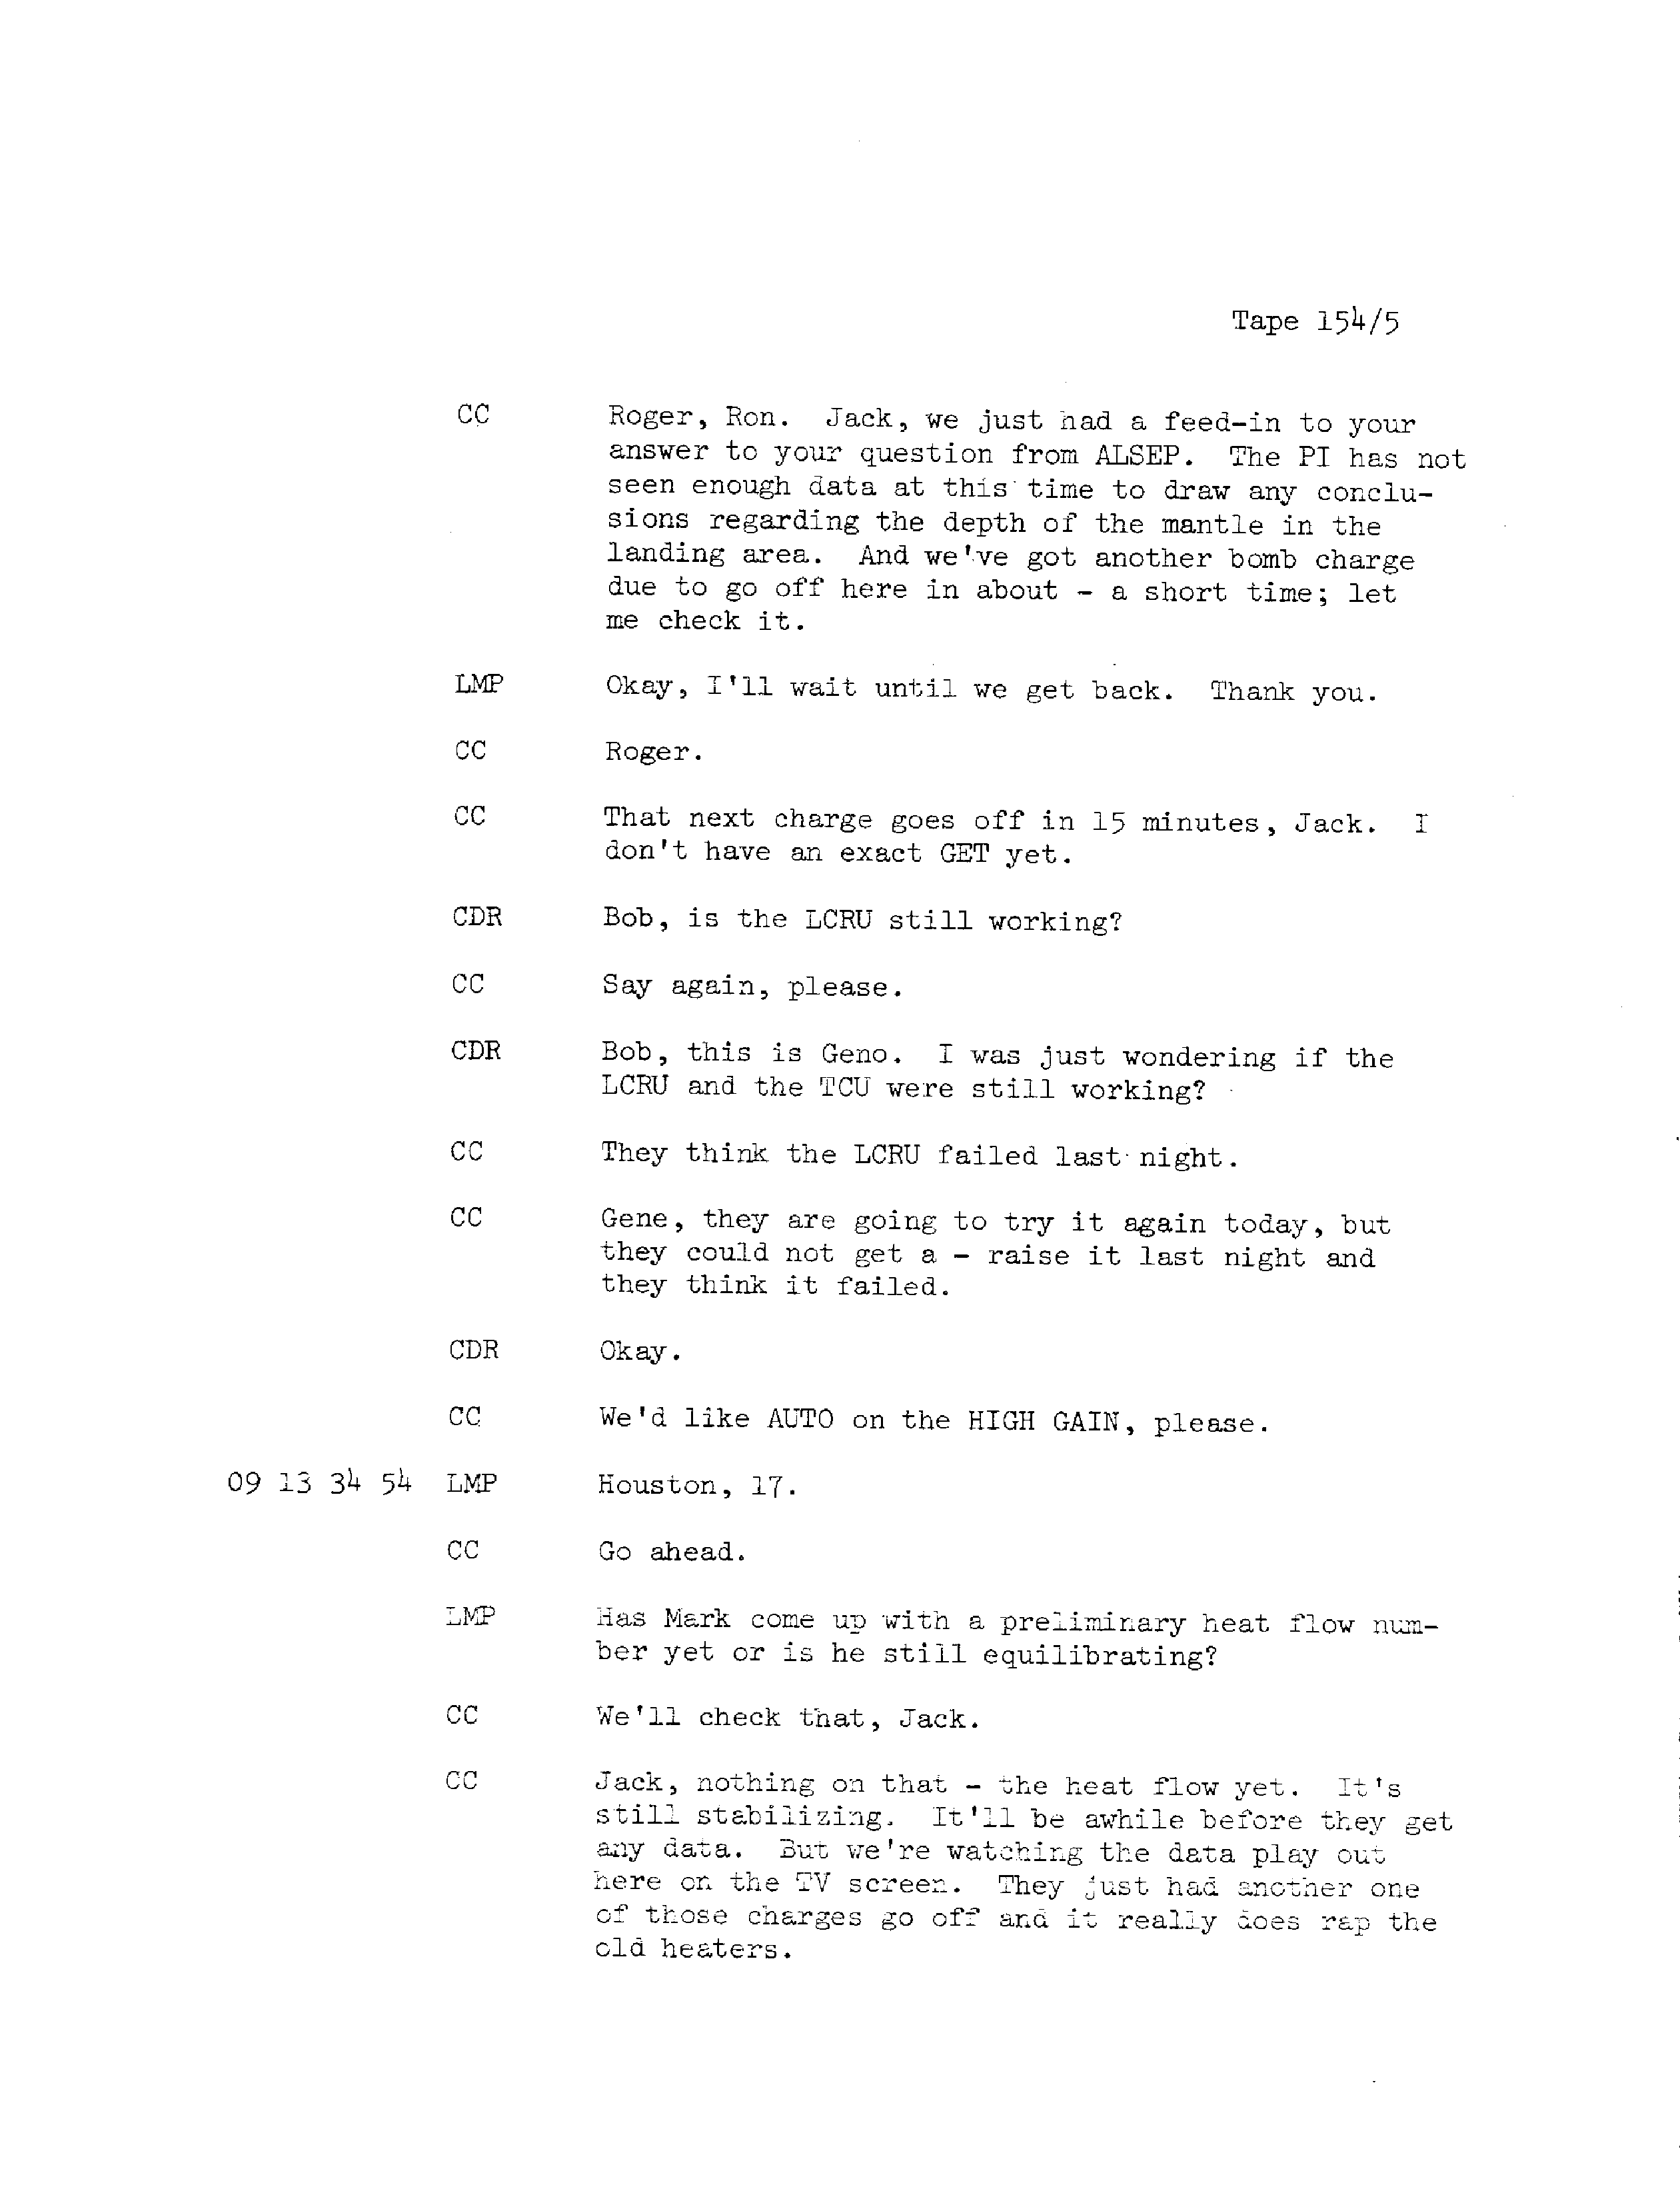 Tape 154/5
CC Roger, Ron. Jack, we just had a feed-in to your
answer to your question from ALSEP. The PI has not
seen enough data at this time to draw any conclu-
sions regarding the depth of the mantle in the
landing area. And we've got another bomb charge
due to go off here in about - a short time; let
me check it.
LMP Okay, I'll wait until we get back. Thank you.
CC Roger.
CC That next charge goes off in 15 minutes, Jack. I
don't have an exact GET yet.
CDR Bob, is the LCRU still working?
CC Say again, please.
CDR Bob, this is Geno. I was just wondering if the
LCRU and the TCU were still working?
CC They think the LCRU failed last night.
CC Gene, they are going to try it again today, but
they could not get a - raise it last night and
they think it failed.
CDR Okay.
CC We'd like AUTO on the HIGH GAIN, please.
09 13 34 54 LMP Houston, 17.
CC Go ahead.
LMP Has Mark come up with a preliminary heat flow num-
ber yet or is he still equilibrating?
CC We'll check that, Jack.
CC Jack, nothing on that - the heat flow yet. It's
still stabilizing. It'll be awhile before they get
any data. But we're watching the data play out
here on the TV screen. They just had another one
of those charges go off and it really does rap the
old heaters.